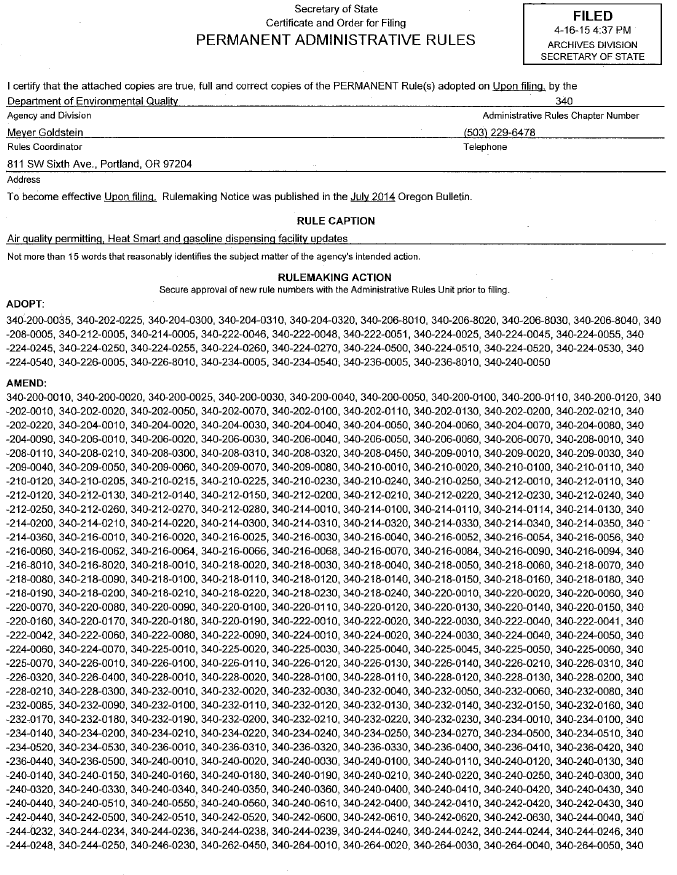 Secretary of State
Certificate and Order for Filing
PERMANENT ADMINISTRATIVE RULES
FILED
4-16-15 4:37 PM
ARCHIVES DIVISION
SECRETARY OF STATE
I certify that the attached copies are true, full and correct copies of the PERMANENT Rule(s) adopted on Upon filing. by the
Department of Environmental Quality 340
Agency and Division Administrative Rules Chapter Number
Meyer Goldstein (503) 229-6478
Rules Coordinator Telephone
811 SW Sixth Ave., Portland, OR 97204
Address
To become effective Upon filing. Rulemaking Notice was published in the July 2014 Oregon Bulletin.
RULE CAPTION
Air quality permitting, Heat Smart and gasoline dispensing facility updates
Not more than 15 words that reasonably identifies the subject matter of the agency's intended action.
RULEMAKING ACTION
Secure approval of new rule numbers with the Administrative Rules Unit prior to filing.
ADOPT:
340-200-0035, 340-202-0225, 340-204-0300, 340-204-0310, 340-204-0320, 340-206-8010, 340-206-8020, 340-206-8030, 340-206-8040, 340
-208-0005, 340-212-0005, 340-214-0005, 340-222-0046, 340-222-0048, 340-222-0051, 340-224-0025, 340-224-0045, 340-224-0055, 340
-224-0245, 340-224-0250, 340-224-0255, 340-224-0260, 340-224-0270, 340-224-0500, 340-224-0510, 340-224-0520, 340-224-0530, 340
-224-0540, 340-226-0005, 340-226-8010, 340-234-0005, 340-234-0540, 340-236-0005, 340-236-8010, 340-240-0050
AMEND:
340-200-0010, 340-200-0020, 340-200-0025, 340-200-0030, 340-200-0040, 340-200-0050, 340-200-0100, 340-200-0110, 340-200-0120, 340
-202-0010, 340-202-0020, 340-202-0050, 340-202-0070, 340-202-0100, 340-202-0110, 340-202-0130, 340-202-0200, 340-202-0210, 340
-202-0220, 340-204-0010, 340-204-0020, 340-204-0030, 340-204-0040, 340-204-0050, 340-204-0060, 340-204-0070, 340-204-0080, 340
-204-0090, 340-206-0010, 340-206-0020, 340-206-0030, 340-206-0040, 340-206-0050, 340-206-0060, 340-206-0070, 340-208-0010, 340
-208-0110, 340-208-0210, 340-208-0300, 340-208-0310, 340-208-0320, 340-208-0450, 340-209-0010, 340-209-0020, 340-209-0030, 340
-209-0040, 340-209-0050, 340-209-0060, 340-209-0070, 340-209-0080, 340-210-0010, 340-210-0020, 340-210-0100, 340-210-0110, 340
-210-0120, 340-210-0205, 340-210-0215, 340-210-0225, 340-210-0230, 340-210-0240, 340-210-0250, 340-212-0010, 340-212-0110, 340
-212-0120, 340-212-0130, 340-212-0140, 340-212-0150, 340-212-0200, 340-212-0210, 340-212-0220, 340-212-0230, 340-212-0240, 340
-212-0250, 340-212-0260, 340-212-0270, 340-212-0280, 340-214-0010, 340-214-0100, 340-214-0110, 340-214-0114, 340-214-0130, 340
-214-0200, 340-214-0210, 340-214-0220, 340-214-0300, 340-214-0310, 340-214-0320, 340-214-0330, 340-214-0340, 340-214-0350, 340
-214-0360, 340-216-0010, 340-216-0020, 340-216-0025, 340-216-0030, 340-216-0040, 340-216-0052, 340-216-0054, 340-216-0056, 340
-216-0060, 340-216-0062, 340-216-0064, 340-216-0066, 340-216-0068, 340-216-0070, 340-216-0084, 340-216-0090, 340-216-0094, 340
-216-8010, 340-216-8020, 340-218-0010, 340-218-0020, 340-218-0030, 340-218-0040, 340-218-0050, 340-218-0060, 340-218-0070, 340
-218-0080, 340-218-0090, 340-218-0100, 340-218-0110, 340-218-0120, 340-218-0140, 340-218-0150, 340-218-0160, 340-218-0180, 340
-218-0190, 340-218-0200, 340-218-0210, 340-218-0220, 340-218-0230, 340-218-0240, 340-220-0010, 340-220-0020, 340-220-0060, 340
-220-0070, 340-220-0080, 340-220-0090, 340-220-0100, 340-220-0110, 340-220-0120, 340-220-0130, 340-220-0140, 340-220-0150, 340
-220-0160, 340-220-0170, 340-220-0180, 340-220-0190, 340-222-0010, 340-222-0020, 340-222-0030, 340-222-0040, 340-222-0041, 340
-222-0042, 340-222-0060, 340-222-0080, 340-222-0090, 340-224-0010, 340-224-0020, 340-224-0030, 340-224-0040, 340-224-0050, 340
-224-0060, 340-224-0070, 340-225-0010, 340-225-0020, 340-225-0030, 340-225-0040, 340-225-0045, 340-225-0050, 340-225-0060, 340
-225-0070, 340-226-0010, 340-226-0100, 340-226-0110, 340-226-0120, 340-226-0130, 340-226-0140, 340-226-0210, 340-226-0310, 340
-226-0320, 340-226-0400, 340-228-0010, 340-228-0020, 340-228-0100, 340-228-0110, 340-228-0120, 340-228-0130, 340-228-0200, 340
-228-0210, 340-228-0300, 340-232-0010, 340-232-0020, 340-232-0030, 340-232-0040, 340-232-0050, 340-232-0060, 340-232-0080, 340
-232-0085, 340-232-0090, 340-232-0100, 340-232-0110, 340-232-0120, 340-232-0130, 340-232-0140, 340-232-0150, 340-232-0160, 340
-232-0170, 340-232-0180, 340-232-0190, 340-232-0200, 340-232-0210, 340-232-0220, 340-232-0230, 340-234-0010, 340-234-0100, 340
-234-0140, 340-234-0200, 340-234-0210, 340-234-0220, 340-234-0240, 340-234-0250, 340-234-0270, 340-234-0500, 340-234-0510, 340
-234-0520, 340-234-0530, 340-236-0010, 340-236-0310, 340-236-0320, 340-236-0330, 340-236-0400, 340-236-0410, 340-236-0420, 340
-236-0440, 340-236-0500, 340-240-0010, 340-240-0020, 340-240-0030, 340-240-0100, 340-240-0110, 340-240-0120, 340-240-0130, 340
-240-0140, 340-240-0150, 340-240-0160, 340-240-0180, 340-240-0190, 340-240-0210, 340-240-0220, 340-240-0250, 340-240-0300, 340
-240-0320, 340-240-0330, 340-240-0340, 340-240-0350, 340-240-0360, 340-240-0400, 340-240-0410, 340-240-0420, 340-240-0430, 340
-240-0440, 340-240-0510, 340-240-0550, 340-240-0560, 340-240-0610, 340-242-0400, 340-242-0410, 340-242-0420, 340-242-0430, 340
-242-0440, 340-242-0500, 340-242-0510, 340-242-0520, 340-242-0600, 340-242-0610, 340-242-0620, 340-242-0630, 340-244-0040, 340
-244-0232, 340-244-0234, 340-244-0236, 340-244-0238, 340-244-0239, 340-244-0240, 340-244-0242, 340-244-0244, 340-244-0246, 340
-244-0248, 340-244-0250, 340-246-0230, 340-262-0450, 340-264-0010, 340-264-0020, 340-264-0030, 340-264-0040, 340-264-0050, 340